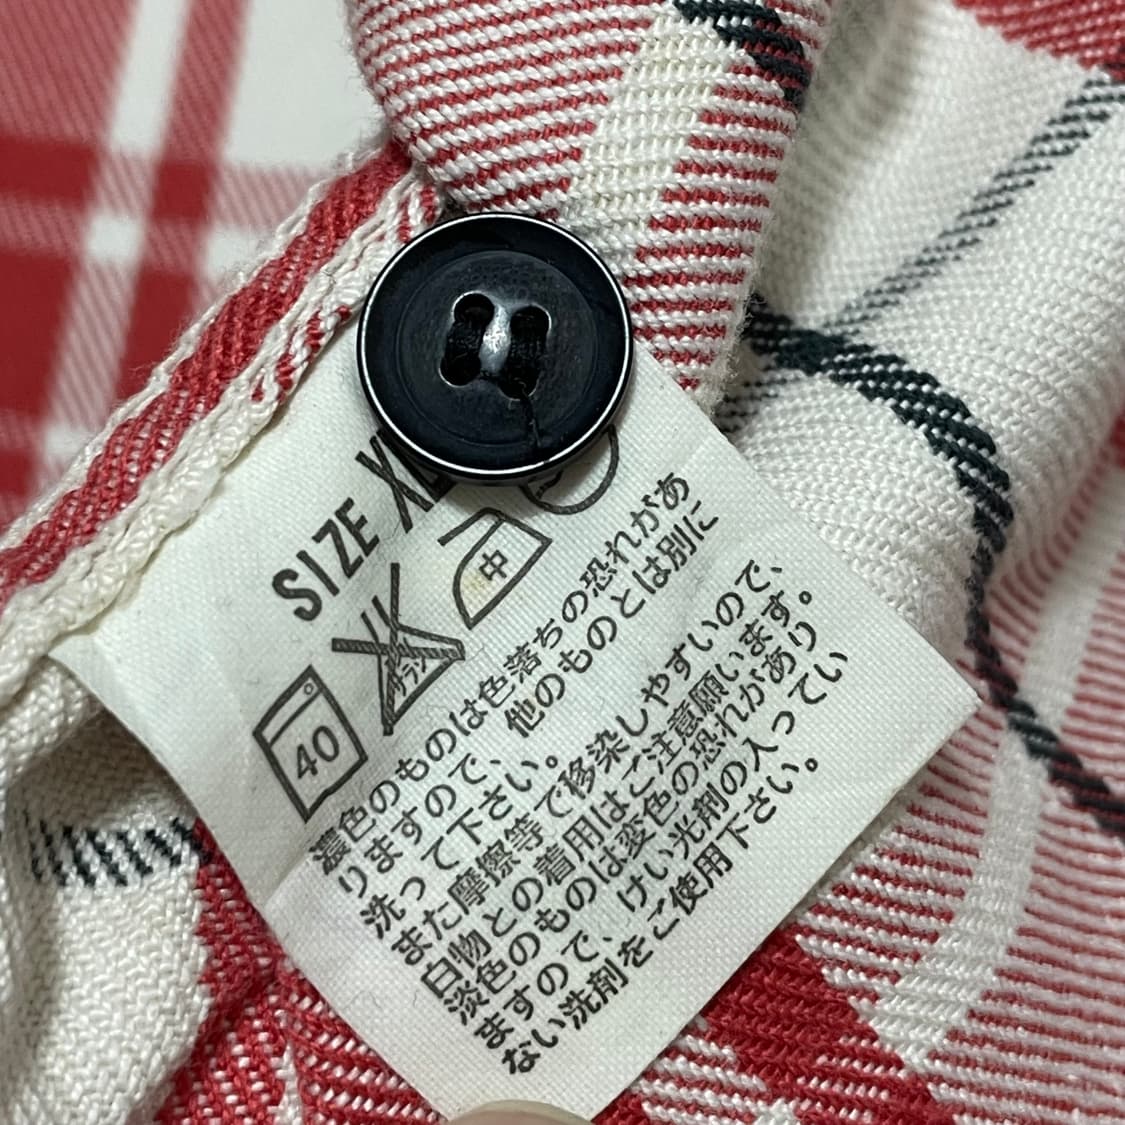 SIZE
40
中
濃色のものは色落ちの恐れがあ
りますので、他のものとは別に
洗って下さい。
また摩擦等で移染しやすいので、
白物との着用はご注意願います。
淡色のものは変色の恐れがあり
ますので、けい光剤の入ってい
ない洗剤をご使用下さい。